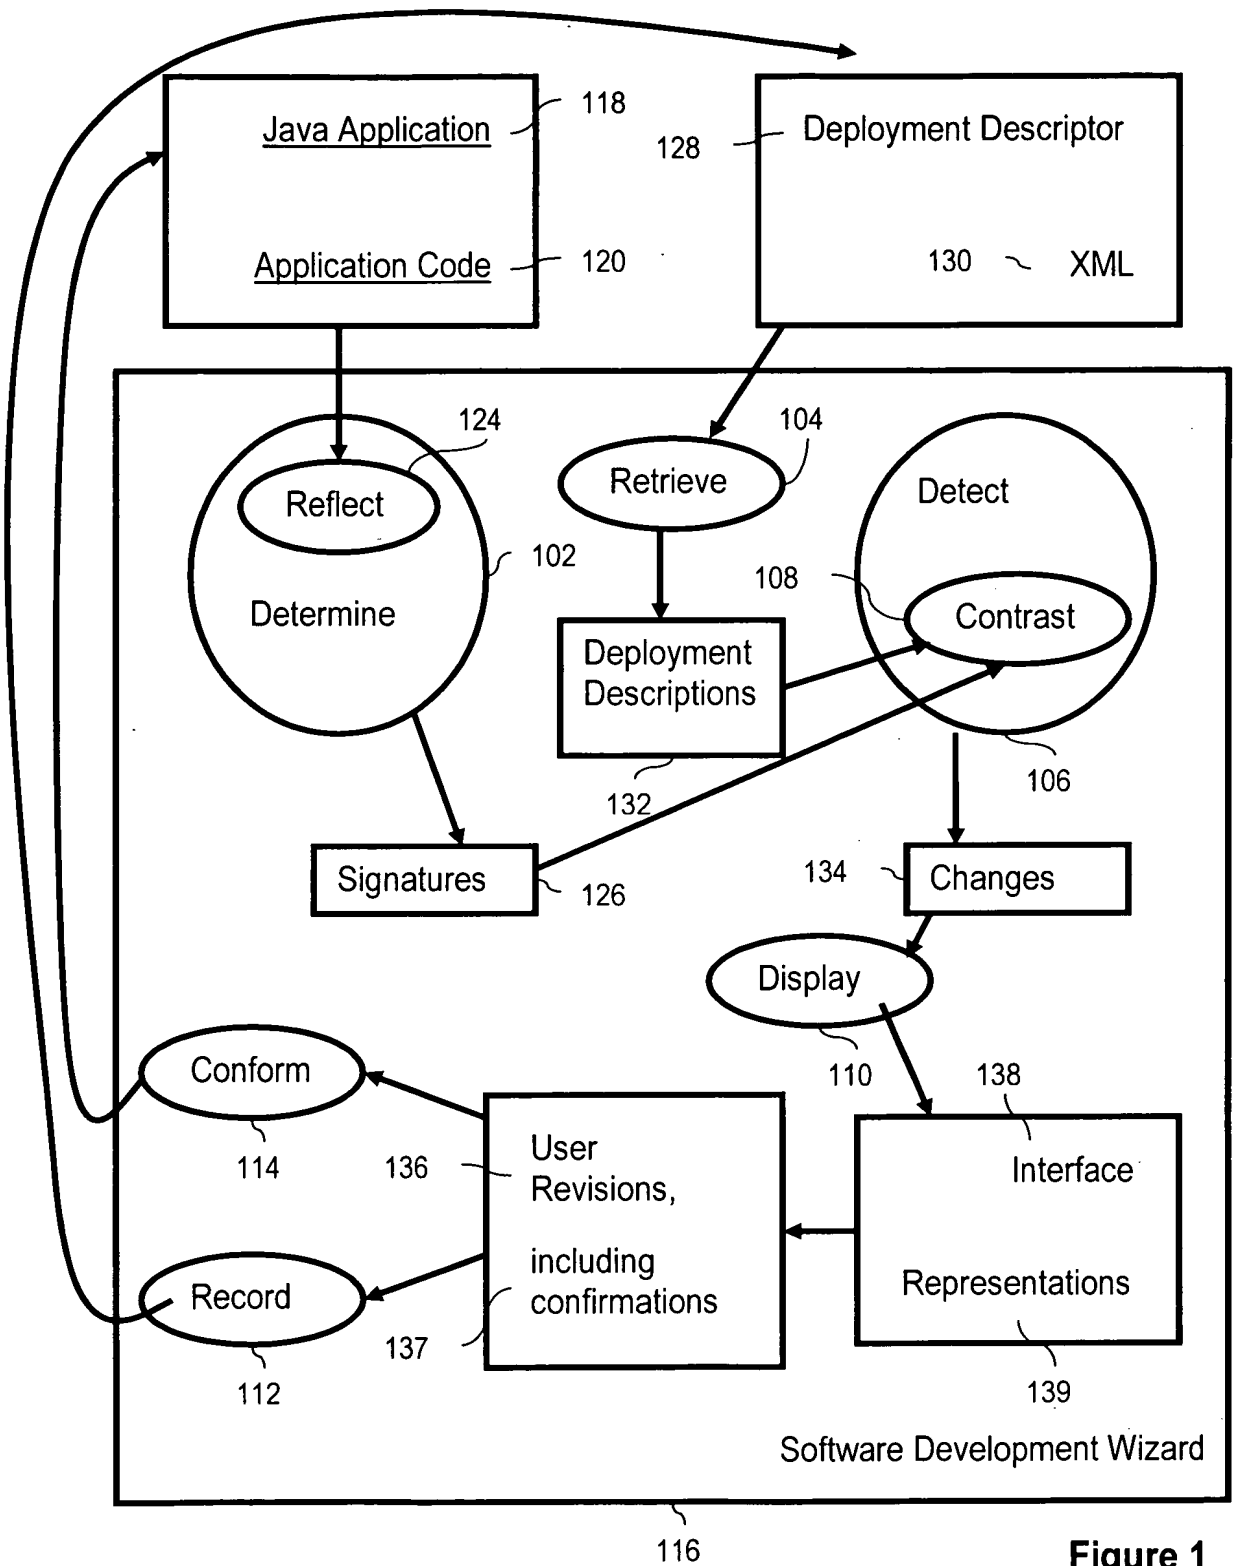 Java Application
118
128
Deployment Descriptor
Application Code
120
130
XML
124
104
Reflect
Retrieve
Detect
102
108
Determine
Contrast
Deployment
Descriptions
132
106
Signatures
126
134
Changes
Display
110
138
Conform
114
136
User
Revisions,
Interface
including
confirmations
137
Representations
139
Record
112
Software Development Wizard
116
Figure 1